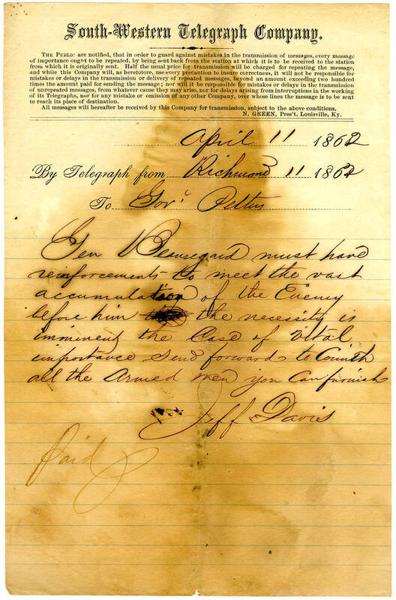 South-Western Telegraph Company.
THE PUBLIC are notified, that in order to guard against mistakes in the transmission of messages, every message
of importance ought to be repeated, by being sent back from the station at which it is to be received to the station
from which it is originally sent. Half the usual price for transmission will be charged for repeating the message,
and while this Company will, as heretofore, use every precaution to insure correctness, it will not be responsible for
mistakes or delays in the transmission or delivery of repeated messages, beyond an amount exceeding two hundred
times the amount paid for sending the message; nor will it be responsible for mistakes or delays in the transmission
of unrepeated messages, from whatever cause they may arise, nor for delays arising from interruptions in the working
of its Telegraphs, nor for any mistake or omission of any other Company, over whose lines the message is to be sent
to reach its place of destination.
All messages will hereafter be received by this Company for transmission, subject to the above conditions.
N. GREEN, Pres't, Louisville, Ky.
April 11 1862
By Telegraph from Richmond 11 1862
To Gov. Pettus
Gen Beauregard must have
reinforcements to meet the vast
accumulation of the Enemy
before him the necessity is
imminent the Case of vital
importance Send forward to Corinth
all the Armed men you can furnish
Jeff Davis
Paid